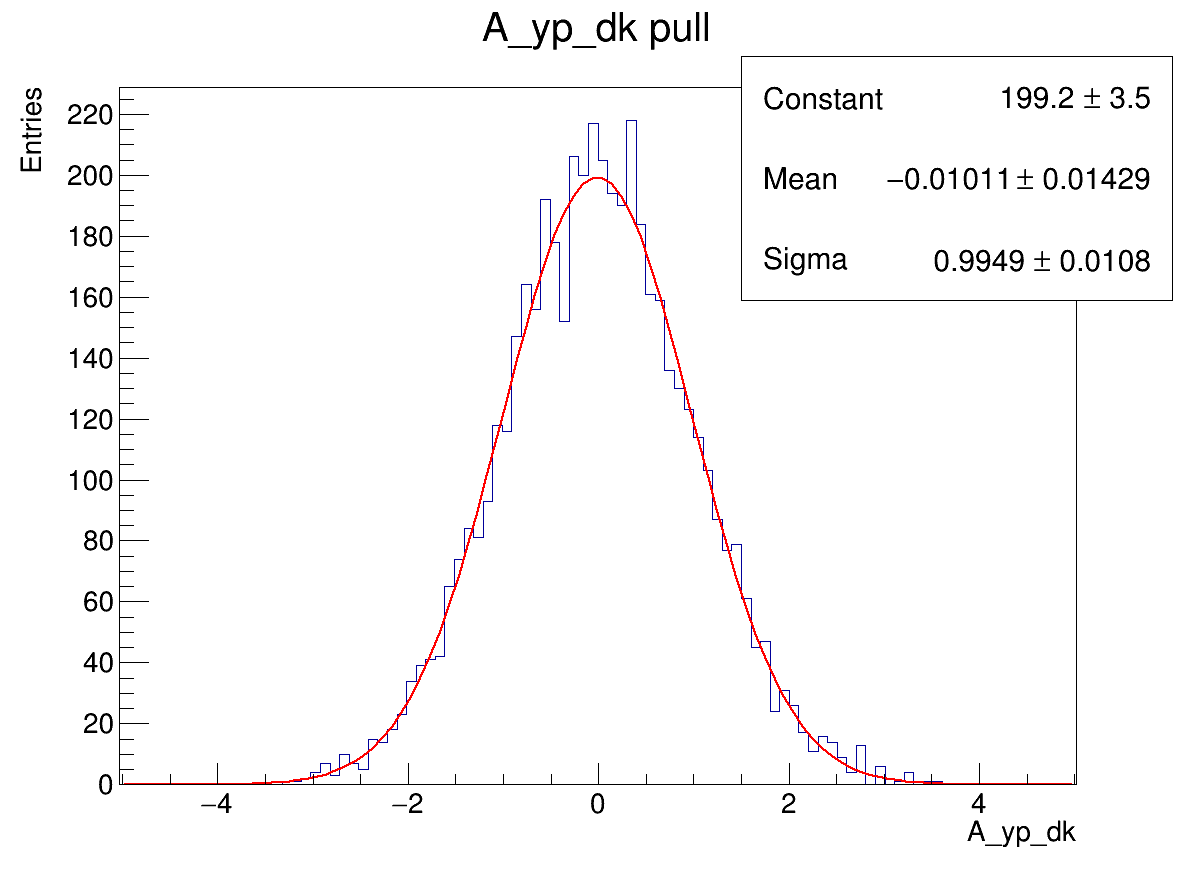 A_yp_dk pull
Constant 199.2 ± 3.5
Mean −0.01011 ± 0.01429
Sigma 0.9949 ± 0.0108
Entries
220
200
180
160
140
120
100
80
60
40
20
0
−4 −2 0 2 4
A_yp_dk